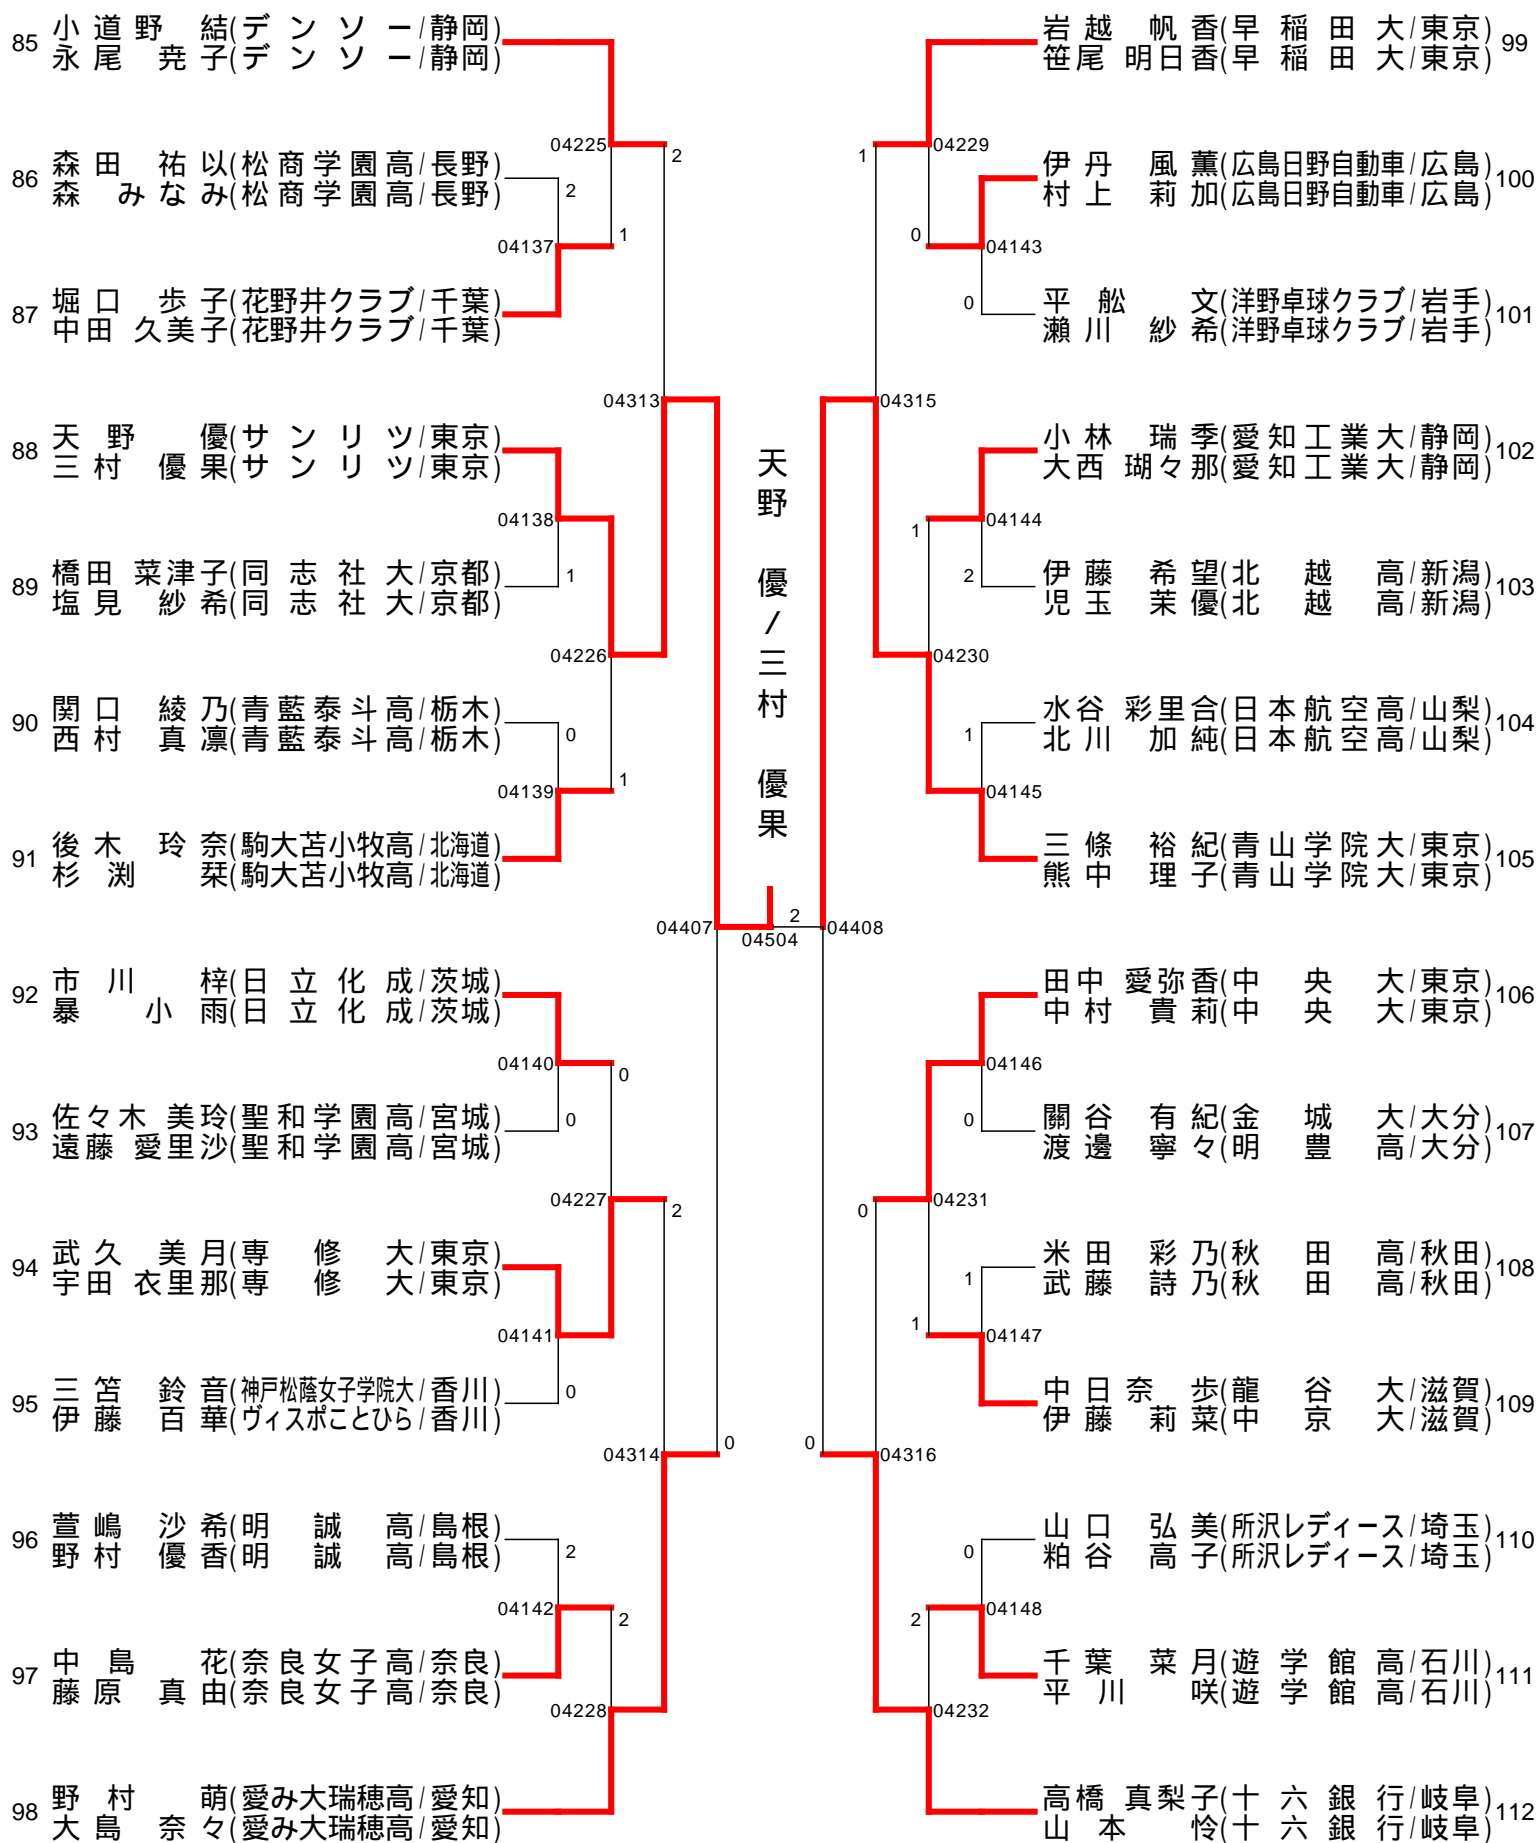 85 小道野 結(デンソー/静岡)
永尾 尭子(デンソー/静岡)
04225
2
86 森田 祐以(松商学園高/長野)
森 みなみ(松商学園高/長野)
2
04137
1
87 堀口 歩子(花野井クラブ/千葉)
中田 久美子(花野井クラブ/千葉)
04313
88 天野 優(サンリツ/東京)
三村 優果(サンリツ/東京)
04138
89 橋田 菜津子(同志社大/京都)
塩見 紗希(同志社大/京都)
1
04226
90 関口 綾乃(青藍泰斗高/栃木)
西村 真凛(青藍泰斗高/栃木)
0
04139
1
91 後木 玲奈(駒大苫小牧高/北海道)
杉渕 栞(駒大苫小牧高/北海道)
04407
92 市川 梓(日立化成/茨城)
暴 小雨(日立化成/茨城)
04140
0
93 佐々木 美玲(聖和学園高/宮城)
遠藤 愛里沙(聖和学園高/宮城)
0
04227
2
94 武久 美月(専修大/東京)
宇田 衣里那(専修大/東京)
04141
95 三笘 鈴音(神戸松蔭女子学院大/香川)
伊藤 百華(ヴィスポことひら/香川)
0
04314
0
96 萱嶋 沙希(明誠高/島根)
野村 優香(明誠高/島根)
2
04142
2
97 中島 花(奈良女子高/奈良)
藤原 真由(奈良女子高/奈良)
04228
98 野村 萌(愛み大瑞穂高/愛知)
大島 奈々(愛み大瑞穂高/愛知)
天野 優/三村 優果
04504
2
岩越 帆香(早稲田大/東京) 99
笹尾 明日香(早稲田大/東京)
1
04229
伊丹 風薫(広島日野自動車/広島) 100
村上 莉加(広島日野自動車/広島)
0
04143
平舩 文(洋野卓球クラブ/岩手) 101
瀬川 紗希(洋野卓球クラブ/岩手)
0
04315
小林 瑞季(愛知工業大/静岡) 102
大西 瑚々那(愛知工業大/静岡)
1
04144
伊藤 希望(北越高/新潟) 103
児玉 茉優(北越高/新潟)
2
04230
水谷 彩里合(日本航空高/山梨) 104
北川 加純(日本航空高/山梨)
1
04145
三條 裕紀(青山学院大/東京) 105
熊中 理子(青山学院大/東京)
04408
田中 愛弥香(中央大/東京) 106
中村 貴莉(中央大/東京)
04146
關谷 有紀(金城大/大分) 107
渡邊 寧々(明豊高/大分)
0
0
04231
米田 彩乃(秋田高/秋田) 108
武藤 詩乃(秋田高/秋田)
1
1
04147
中日 奈歩(龍谷大/滋賀) 109
伊藤 莉菜(中京大/滋賀)
0
04316
山口 弘美(所沢レディース/埼玉) 110
粕谷 高子(所沢レディース/埼玉)
0
2
04148
千葉 菜月(遊学館高/石川) 111
平川 咲(遊学館高/石川)
04232
高橋 真梨子(十六銀行/岐阜) 112
山本 怜(十六銀行/岐阜)